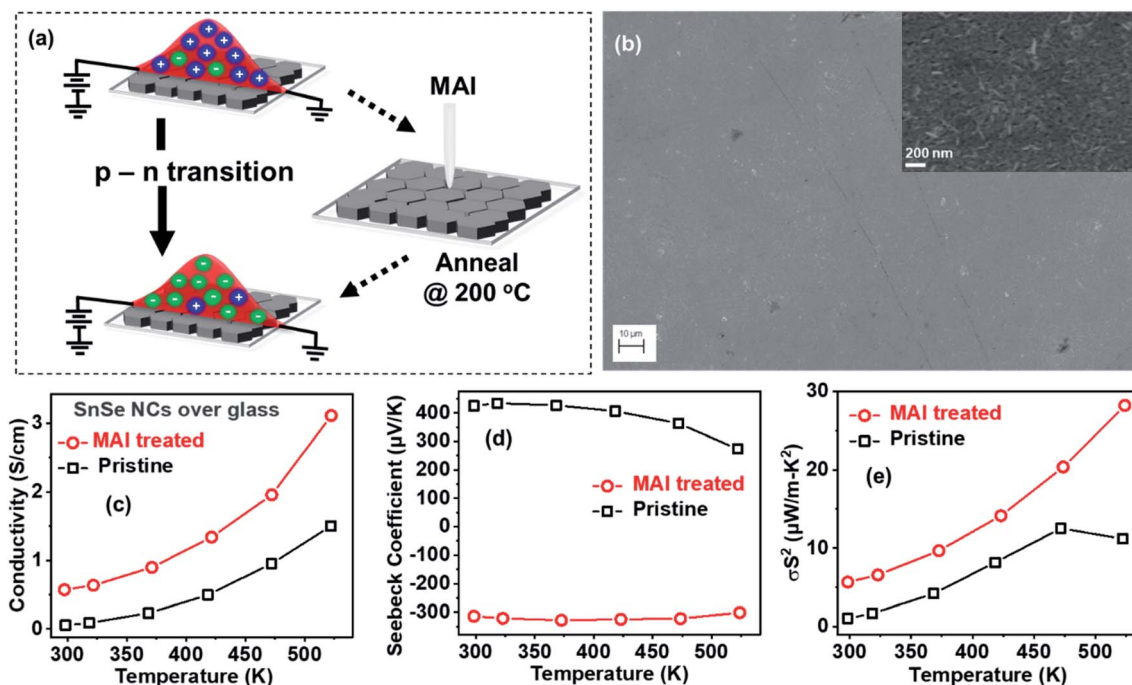 (a)
MAI
p – n transition
Anneal
@ 200 °C
(b)
200 nm
10 µm
SnSe NCs over glass
MAI treated
Pristine
(c)
Conductivity (S/cm)
3
2
1
0
300 350 400 450 500
Temperature (K)
(d)
MAI treated
Pristine
Seebeck Coefficient (µV/K)
400
300
200
100
0
-100
-200
-300
300 350 400 450 500
Temperature (K)
MAI treated
Pristine
(e)
σS² (µW/m-K²)
30
20
10
0
300 350 400 450 500
Temperature (K)